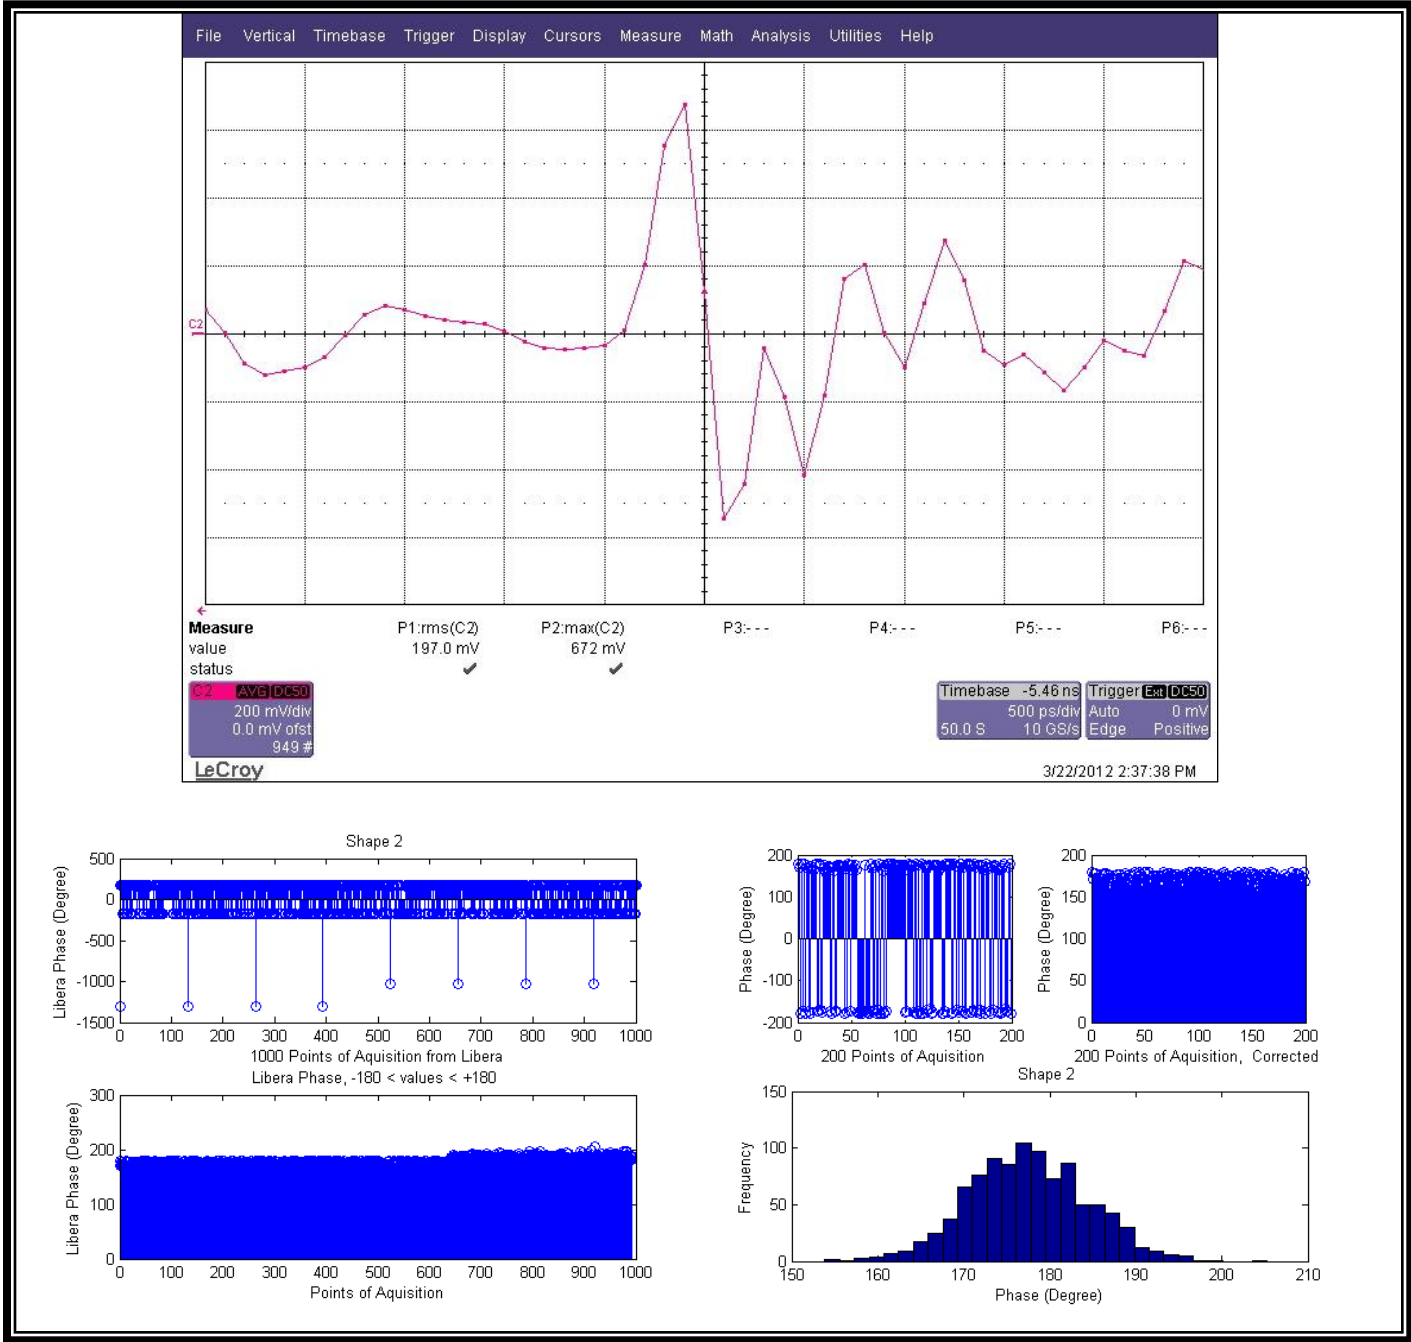 File Vertical Timebase Trigger Display Cursors Measure Math Analysis Utilities Help
C2
Measure P1:rms(C2) P2:max(C2) P3:- - - P4:- - - P5:- - - P6:- - -
value 197.0 mV 672 mV
status
C2 AVG DC50
200 mV/div
0.0 mV ofst
949 #
Timebase -5.46 ns
500 ps/div
50.0 S 10 GS/s
Trigger Ext DC50
Auto 0 mV
Edge Positive
LeCroy
3/22/2012 2:37:38 PM
Shape 2
Libera Phase (Degree)
500
0
-500
-1000
-1500
0 100 200 300 400 500 600 700 800 900 1000
1000 Points of Aquisition from Libera
Libera Phase, -180 < values < +180
Libera Phase (Degree)
300
200
100
0
0 100 200 300 400 500 600 700 800 900 1000
Points of Aquisition
Phase (Degree)
200
100
0
-100
-200
0 50 100 150 200
200 Points of Aquisition
Phase (Degree)
200
150
100
50
0
0 50 100 150 200
200 Points of Aquisition, Corrected
Shape 2
Frequency
150
100
50
0
150 160 170 180 190 200 210
Phase (Degree)